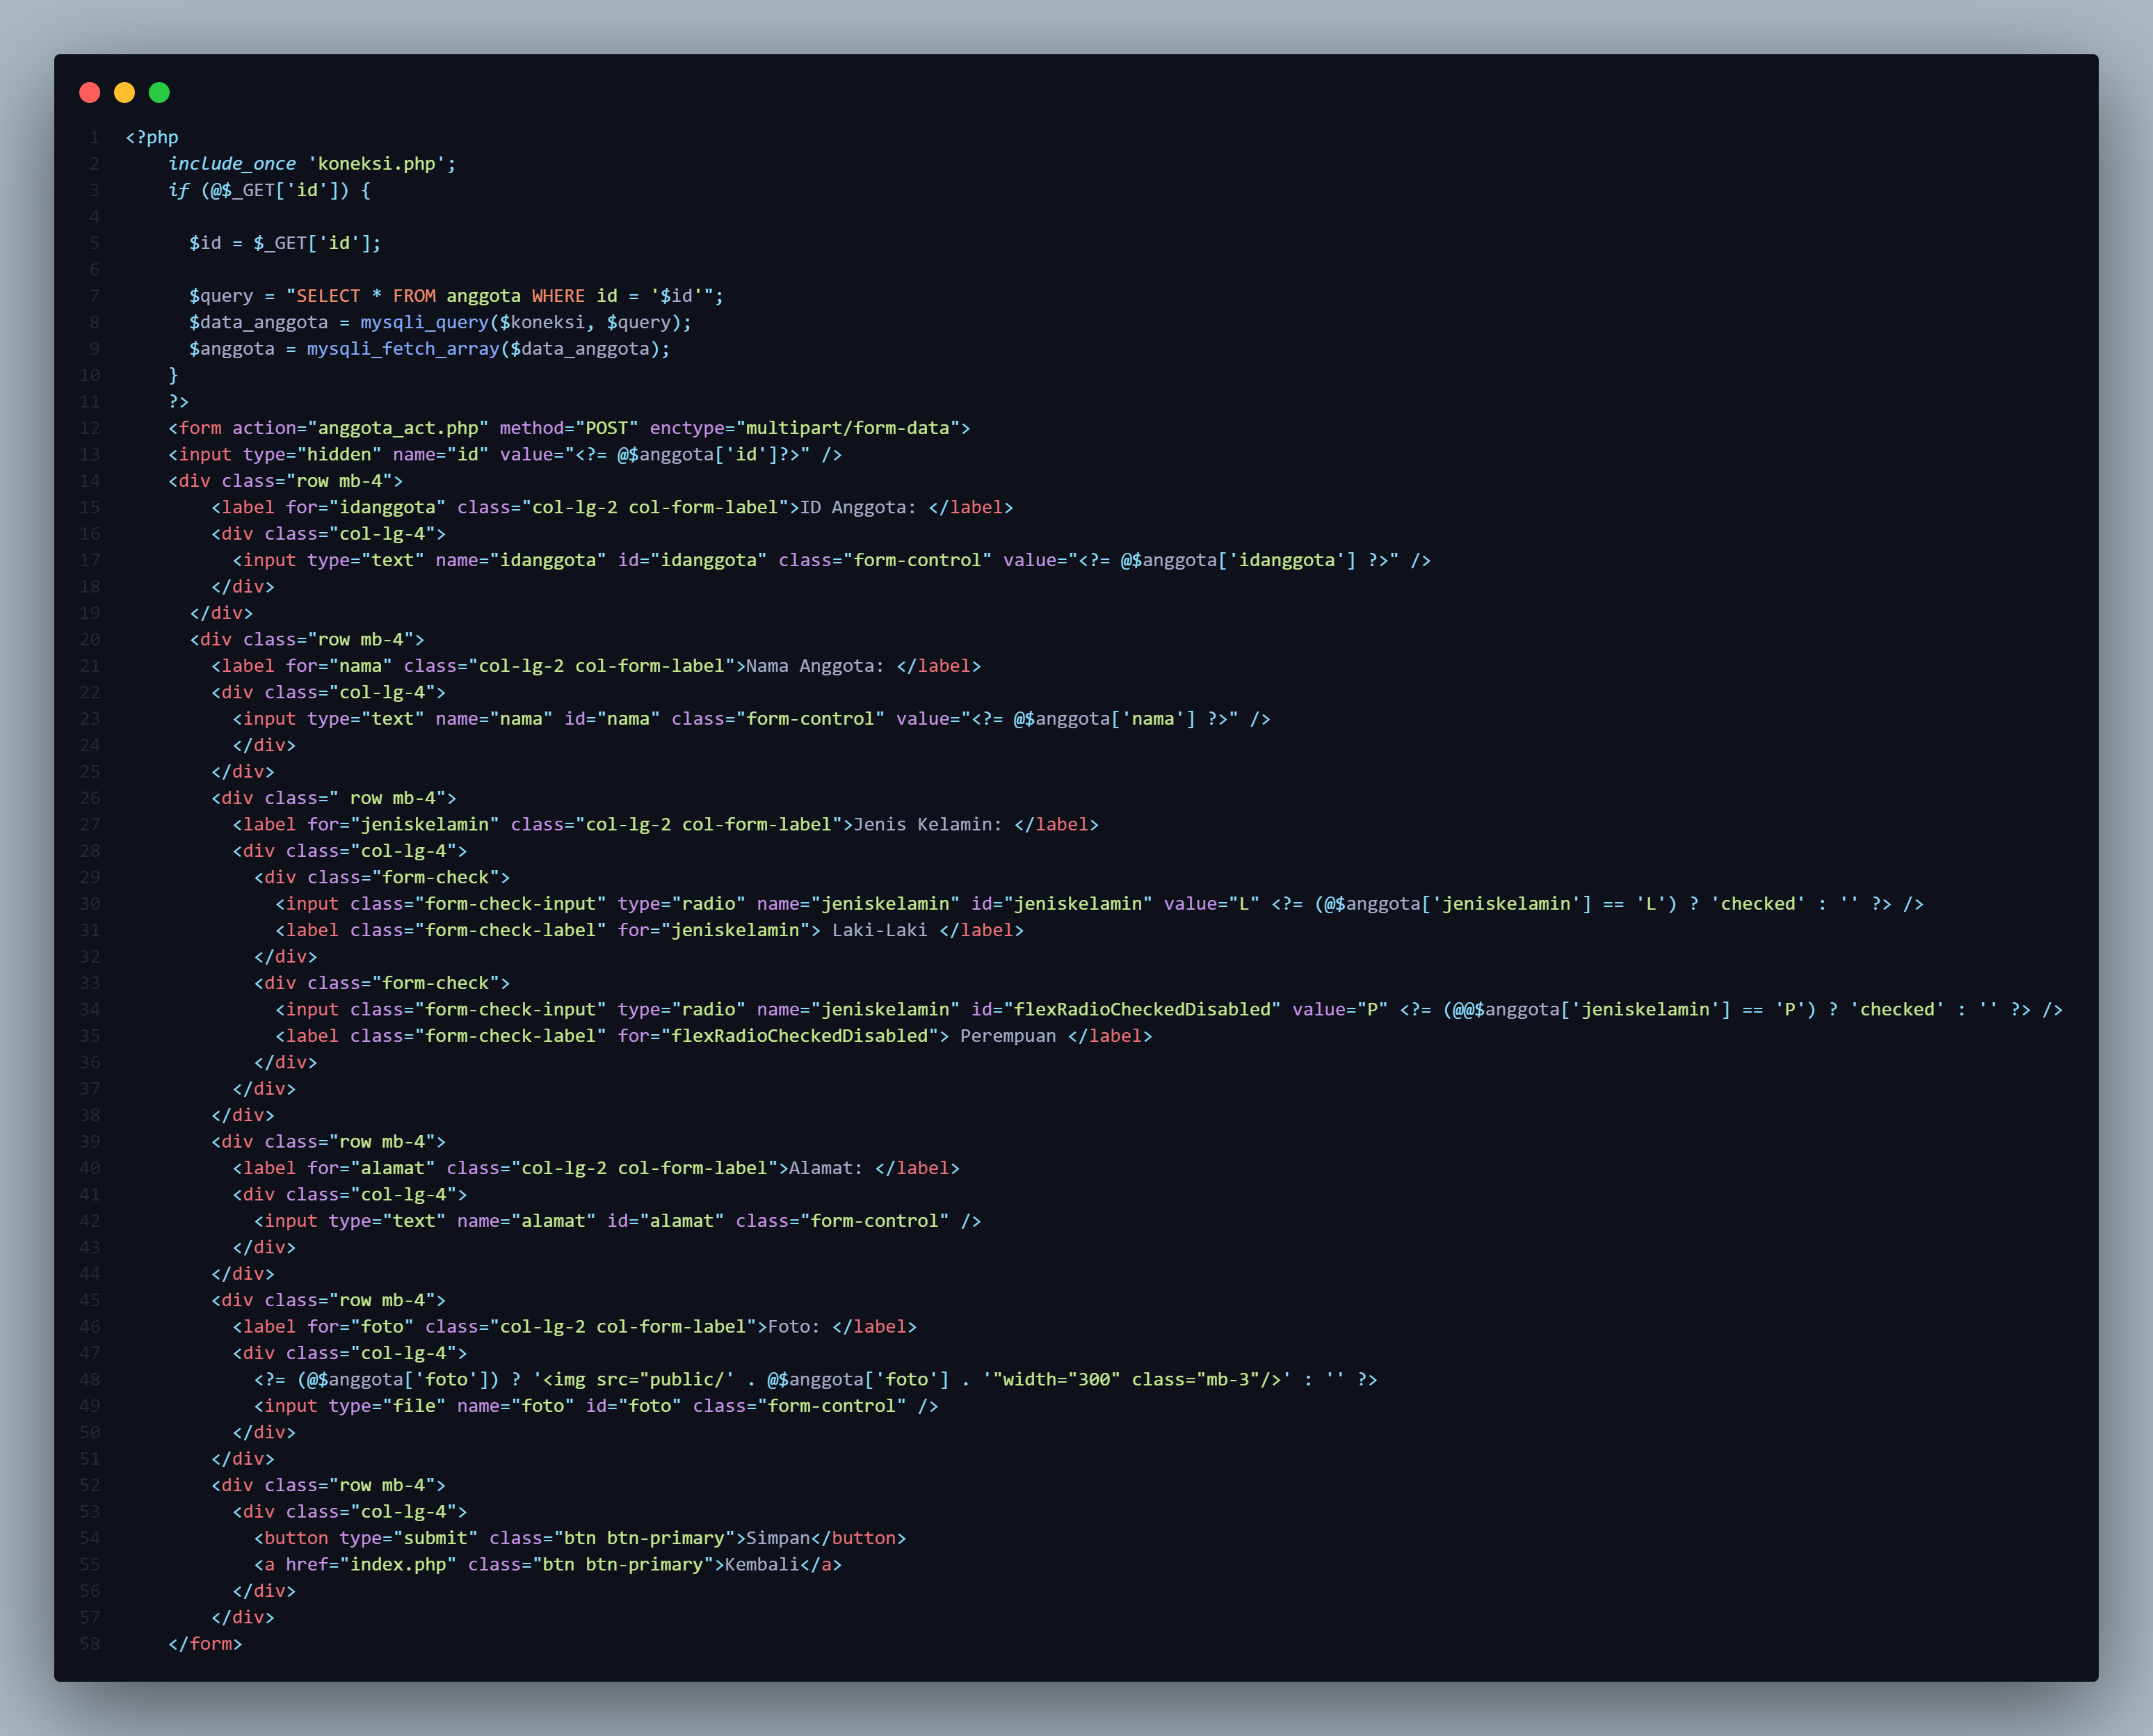 1 <?php
2     include_once 'koneksi.php';
3     if (@$_GET['id']) {
4
5       $id = $_GET['id'];
6
7       $query = "SELECT * FROM anggota WHERE id = '$id'";
8       $data_anggota = mysqli_query($koneksi, $query);
9       $anggota = mysqli_fetch_array($data_anggota);
10     }
11     ?>
12     <form action="anggota_act.php" method="POST" enctype="multipart/form-data">
13     <input type="hidden" name="id" value="<?= @$anggota['id']?>" />
14     <div class="row mb-4">
15         <label for="idanggota" class="col-lg-2 col-form-label">ID Anggota: </label>
16         <div class="col-lg-4">
17           <input type="text" name="idanggota" id="idanggota" class="form-control" value="<?= @$anggota['idanggota'] ?>" />
18         </div>
19       </div>
20       <div class="row mb-4">
21         <label for="nama" class="col-lg-2 col-form-label">Nama Anggota: </label>
22         <div class="col-lg-4">
23           <input type="text" name="nama" id="nama" class="form-control" value="<?= @$anggota['nama'] ?>" />
24           </div>
25         </div>
26         <div class=" row mb-4">
27           <label for="jeniskelamin" class="col-lg-2 col-form-label">Jenis Kelamin: </label>
28           <div class="col-lg-4">
29             <div class="form-check">
30               <input class="form-check-input" type="radio" name="jeniskelamin" id="jeniskelamin" value="L" <?= (@$anggota['jeniskelamin'] == 'L') ? 'checked' : '' ?> />
31               <label class="form-check-label" for="jeniskelamin"> Laki-Laki </label>
32             </div>
33             <div class="form-check">
34               <input class="form-check-input" type="radio" name="jeniskelamin" id="flexRadioCheckedDisabled" value="P" <?= (@@$anggota['jeniskelamin'] == 'P') ? 'checked' : '' ?> />
35               <label class="form-check-label" for="flexRadioCheckedDisabled"> Perempuan </label>
36             </div>
37           </div>
38         </div>
39         <div class="row mb-4">
40           <label for="alamat" class="col-lg-2 col-form-label">Alamat: </label>
41           <div class="col-lg-4">
42             <input type="text" name="alamat" id="alamat" class="form-control" />
43           </div>
44         </div>
45         <div class="row mb-4">
46           <label for="foto" class="col-lg-2 col-form-label">Foto: </label>
47           <div class="col-lg-4">
48             <?= (@$anggota['foto']) ? '<img src="public/' . @$anggota['foto'] . '"width="300" class="mb-3"/>' : '' ?>
49             <input type="file" name="foto" id="foto" class="form-control" />
50           </div>
51         </div>
52         <div class="row mb-4">
53           <div class="col-lg-4">
54             <button type="submit" class="btn btn-primary">Simpan</button>
55             <a href="index.php" class="btn btn-primary">Kembali</a>
56           </div>
57         </div>
58     </form>